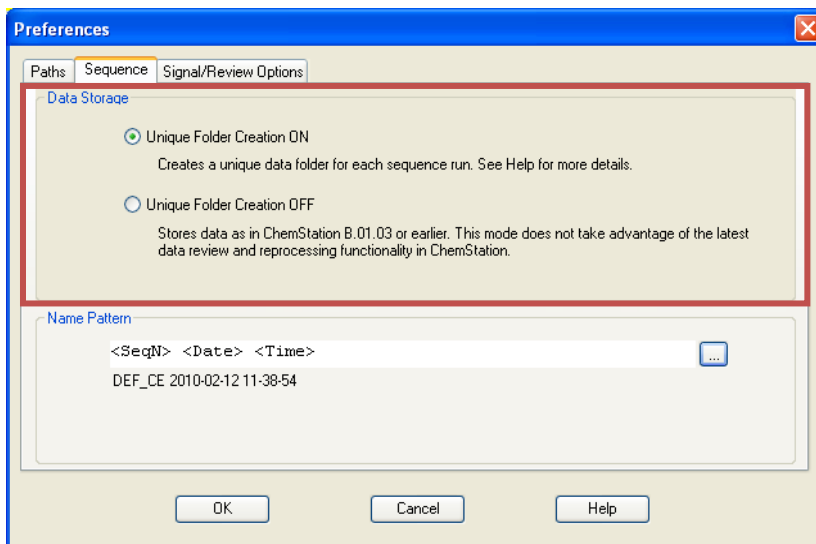 Preferences
Paths Sequence Signal/Review Options
Data Storage
Unique Folder Creation ON
Creates a unique data folder for each sequence run. See Help for more details.
Unique Folder Creation OFF
Stores data as in ChemStation B.01.03 or earlier. This mode does not take advantage of the latest
data review and reprocessing functionality in ChemStation.
Name Pattern
<SeqN> <Date> <Time>
...
DEF_CE 2010-02-12 11-38-54
OK Cancel Help